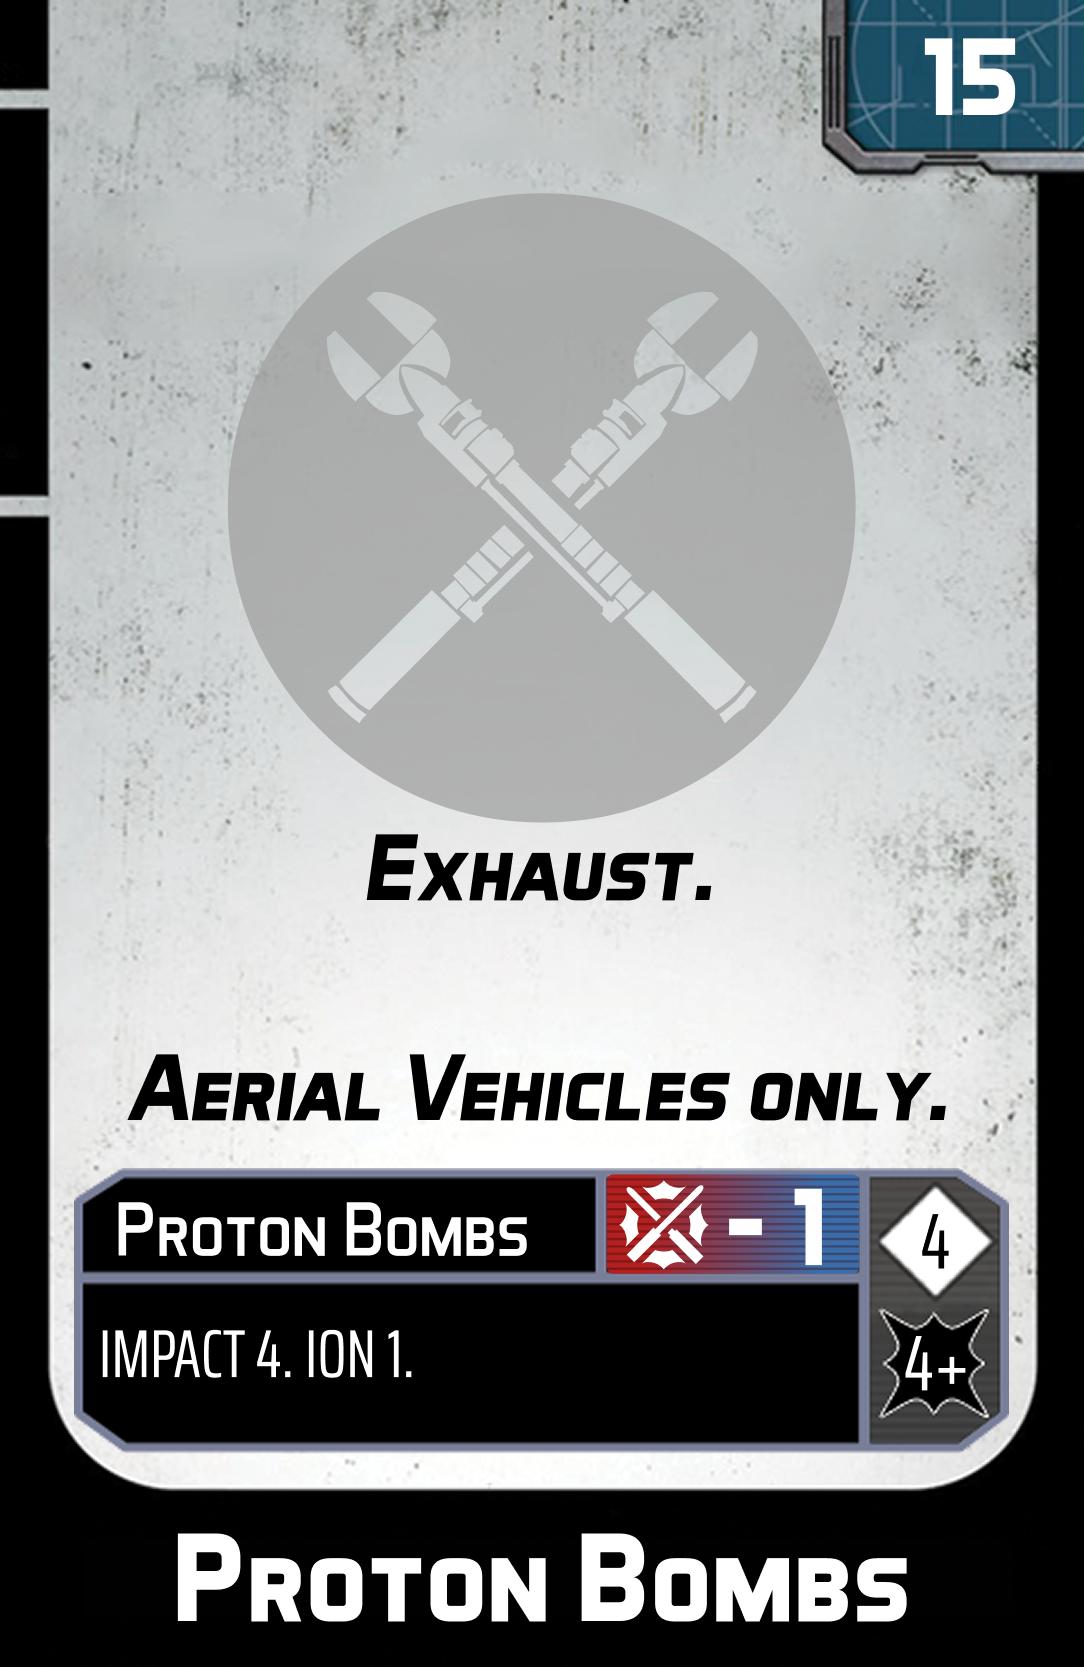 15
Exhaust.
Aerial Vehicles only.
Proton Bombs
- 1
4
IMPACT 4. ION 1.
4+
Proton Bombs